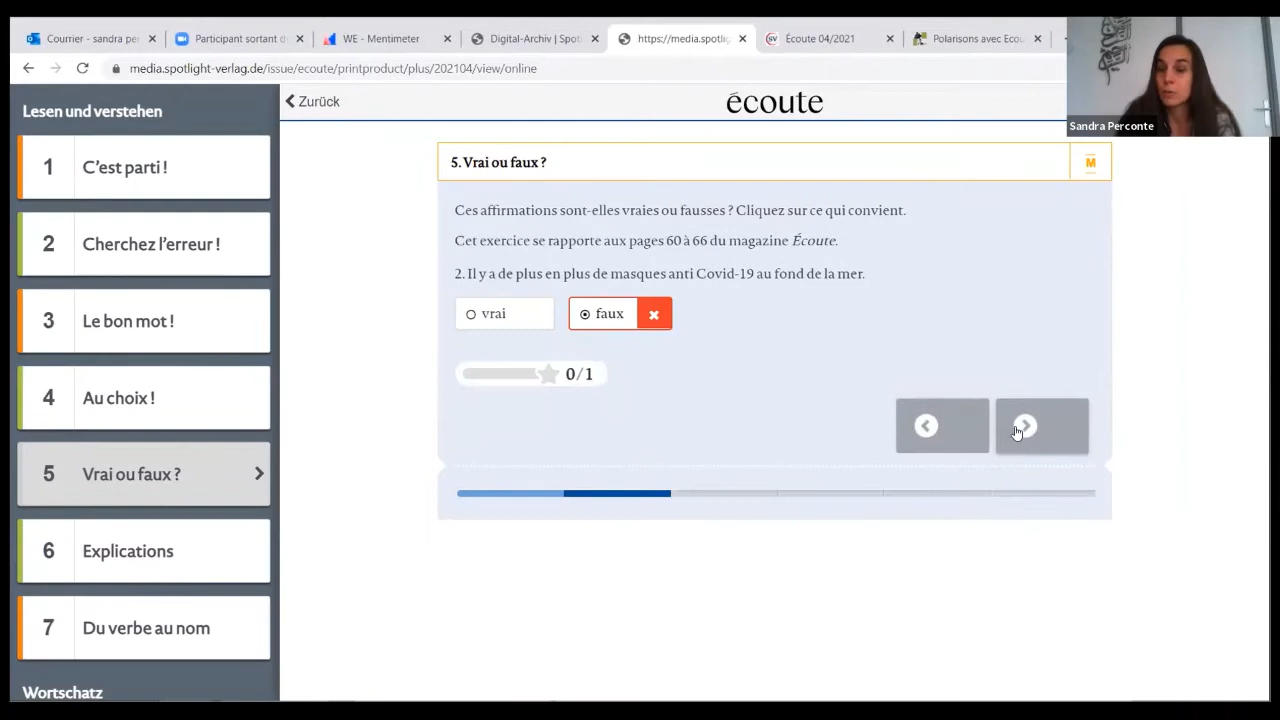 Courrier - sandra per
Participant sortant d
WE - Mentimeter
Digital-Archiv | Spot
https://media.spotlig
Écoute 04/2021
Polarisons avec Ecou
media.spotlight-verlag.de/issue/ecoute/printproduct/plus/202104/view/online
Sandra Perconte
Lesen und verstehen
1 C'est parti !
2 Cherchez l'erreur !
3 Le bon mot !
4 Au choix !
5 Vrai ou faux ?
6 Explications
7 Du verbe au nom
Wortschatz
Zurück
écoute
5. Vrai ou faux ?
M
Ces affirmations sont-elles vraies ou fausses ? Cliquez sur ce qui convient.
Cet exercice se rapporte aux pages 60 à 66 du magazine Écoute.
2. Il y a de plus en plus de masques anti Covid-19 au fond de la mer.
vrai
faux
0/1